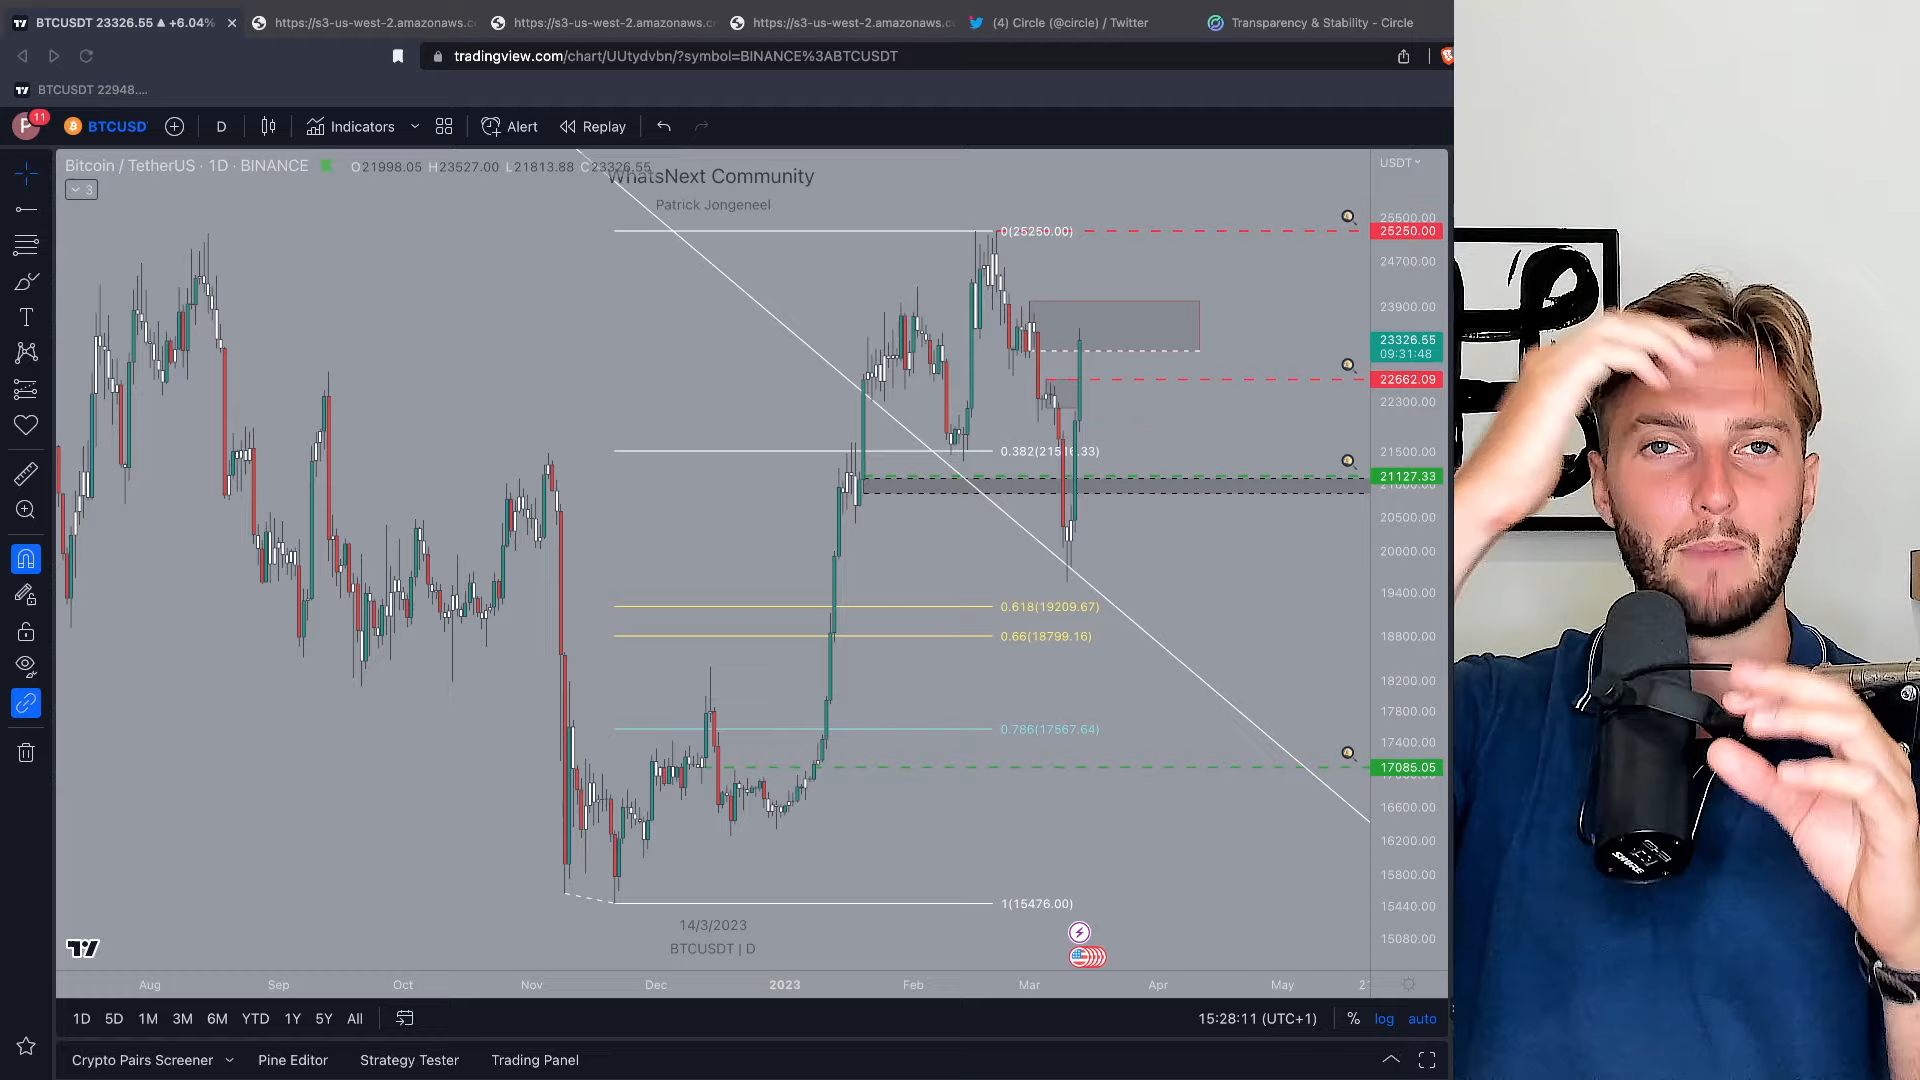 BTCUSDT 23326.55 ▲ +6.04%
https://s3-us-west-2.amazonaws.c
https://s3-us-west-2.amazonaws.c
https://s3-us-west-2.amazonaws.c
(4) Circle (@circle) / Twitter
Transparency & Stability - Circle
tradingview.com/chart/UUtydvbn/?symbol=BINANCE%3ABTCUSDT
BTCUSDT 22948....
P 11
BTCUSD
D
Indicators
Alert
Replay
Bitcoin / TetherUS · 1D · BINANCE
O21998.05 H23527.00 L21813.88 C23326.55
3
WhatsNext Community
Patrick Jongeneel
USDT
25500.00
0(25250.00)
25250.00
24700.00
23900.00
23326.55
09:31:48
22662.09
22300.00
0.382(21516.33)
21500.00
21127.33
20500.00
20000.00
19400.00
0.618(19209.67)
0.66(18799.16)
18800.00
18200.00
17800.00
0.786(17567.64)
17400.00
17085.05
16600.00
16200.00
15800.00
1(15476.00)
15440.00
15080.00
14/3/2023
BTCUSDT | D
Aug Sep Oct Nov Dec 2023 Feb Mar Apr May
1D 5D 1M 3M 6M YTD 1Y 5Y All
15:28:11 (UTC+1)
% log auto
Crypto Pairs Screener
Pine Editor
Strategy Tester
Trading Panel
SHURE